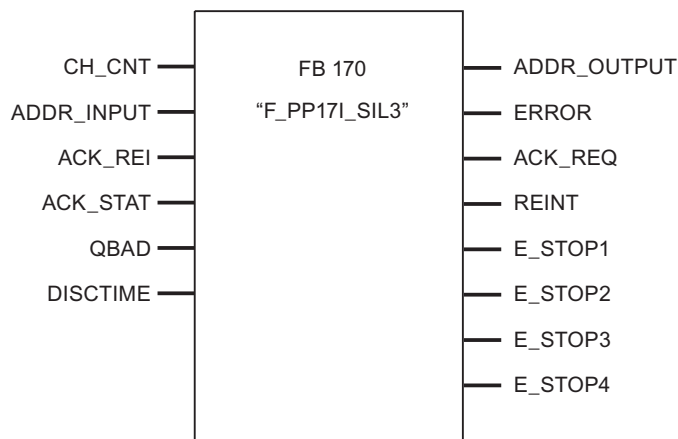 CH_CNT
ADDR_INPUT
ACK_REI
ACK_STAT
QBAD
DISCTIME
FB 170
“F_PP17I_SIL3”
ADDR_OUTPUT
ERROR
ACK_REQ
REINT
E_STOP1
E_STOP2
E_STOP3
E_STOP4